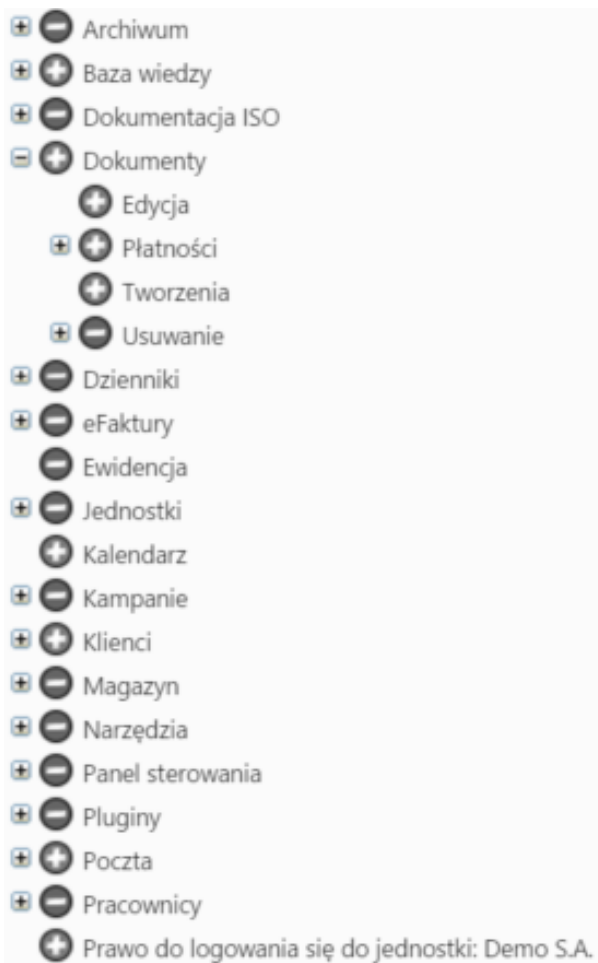 Archiwum
Baza wiedzy
Dokumentacja ISO
Dokumenty
Edycja
Płatności
Tworzenia
Usuwanie
Dzienniki
eFaktury
Ewidencja
Jednostki
Kalendarz
Kampanie
Klienci
Magazyn
Narzędzia
Panel sterowania
Pluginy
Poczta
Pracownicy
Prawo do logowania się do jednostki: Demo S.A.